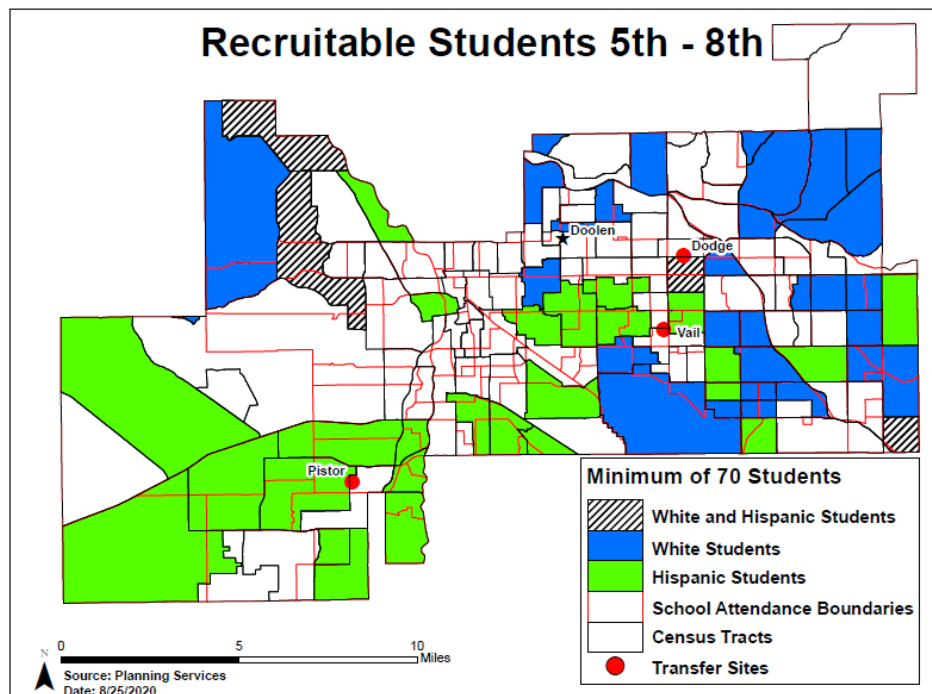 Recruitable Students 5th - 8th
Doolen
Dodge
Vail
Pistor
Minimum of 70 Students
White and Hispanic Students
White Students
Hispanic Students
School Attendance Boundaries
Census Tracts
Transfer Sites
N
0 5 10
Miles
Source: Planning Services
Date: 8/25/2020